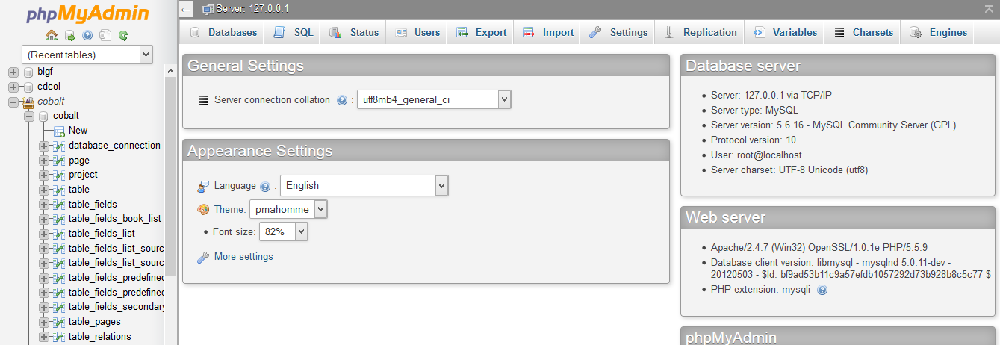 phpMyAdmin
(Recent tables) ...
blgf
cdcol
cobalt
cobalt
New
database_connection
page
project
table
table_fields
table_fields_book_list
table_fields_list
table_fields_list_sourc
table_fields_list_sourc
table_fields_predefined
table_fields_predefined
table_fields_secondary
table_pages
table_relations
Server: 127.0.0.1
Databases SQL Status Users Export Import Settings Replication Variables Charsets Engines
General Settings
Server connection collation : utf8mb4_general_ci
Appearance Settings
Language : English
Theme: pmahomme
• Font size: 82%
More settings
Database server
• Server: 127.0.0.1 via TCP/IP
• Server type: MySQL
• Server version: 5.6.16 - MySQL Community Server (GPL)
• Protocol version: 10
• User: root@localhost
• Server charset: UTF-8 Unicode (utf8)
Web server
• Apache/2.4.7 (Win32) OpenSSL/1.0.1e PHP/5.5.9
• Database client version: libmysql - mysqlnd 5.0.11-dev -
20120503 - $Id: bf9ad53b11c9a57efdb1057292d73b928b8c5c77 $
• PHP extension: mysqli
phpMyAdmin